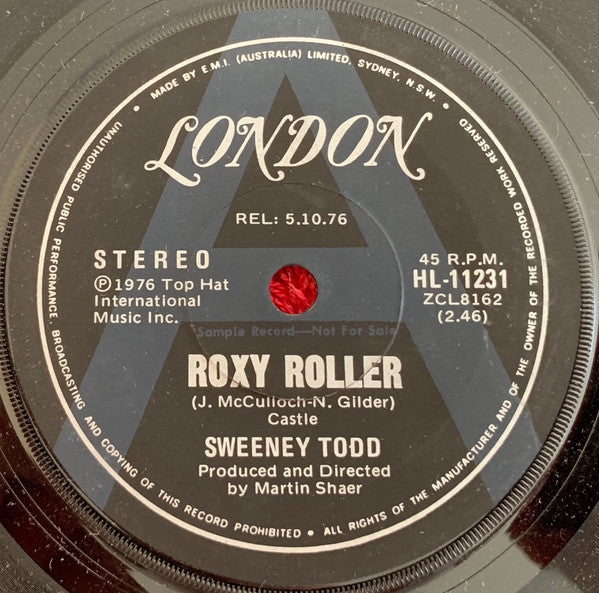 • MADE BY E.M.I. (AUSTRALIA) LIMITED, SYDNEY, N.S.W. •
LONDON
REL: 5.10.76
STEREO
Ⓟ 1976 Top Hat
International
Music Inc.
45 R.P.M.
HL-11231
ZCL8162
(2.46)
Sample Record—Not For Sale
ROXY ROLLER
(J. McCulloch-N. Gilder)
Castle
SWEENEY TODD
Produced and Directed
by Martin Shaer
UNAUTHORISED PUBLIC PERFORMANCE, BROADCASTING AND COPYING OF THIS RECORD PROHIBITED • ALL RIGHTS OF THE MANUFACTURER AND OF THE OWNER OF THE RECORDED WORK RESERVED
A